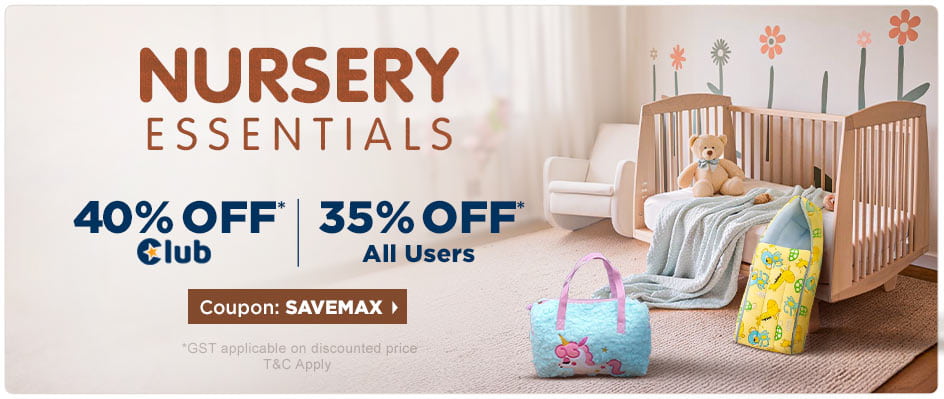 NURSERY
ESSENTIALS
40% OFF*
Club
35% OFF*
All Users
Coupon: SAVEMAX
*GST applicable on discounted price
T&C Apply